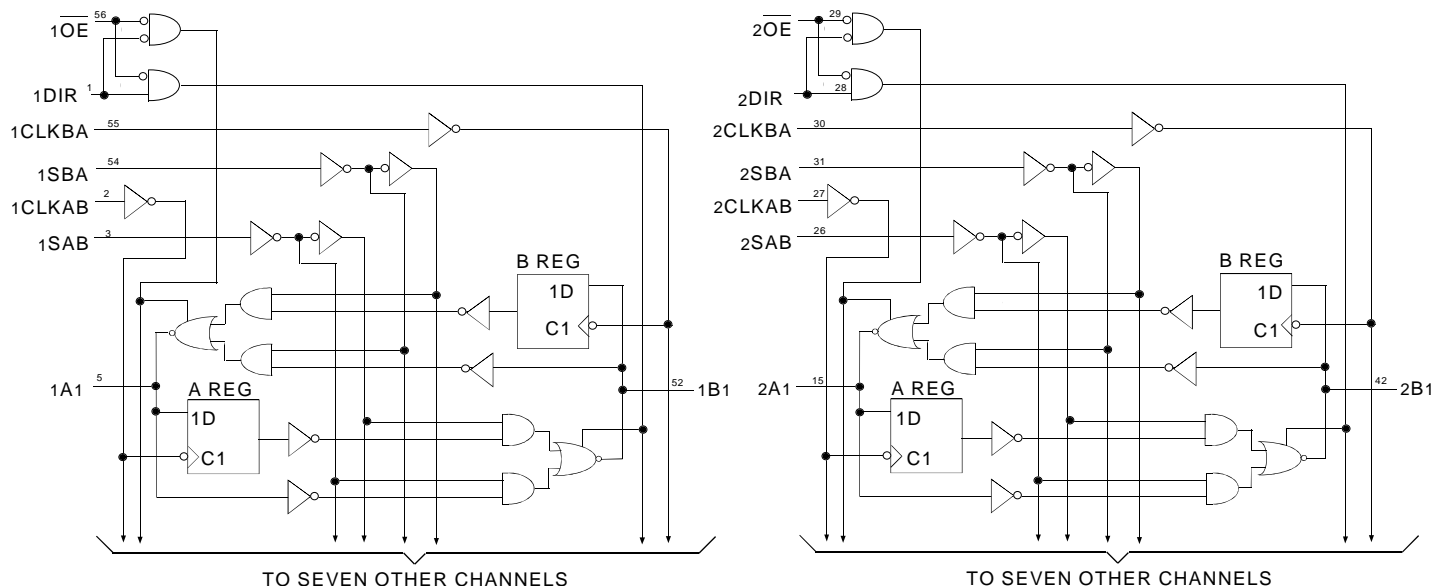 1OE 56
1DIR 1
1CLKBA 55
1SBA 54
1CLKAB 2
1SAB 3
B REG
1D
C1
1A1 5
A REG
1D
C1
52 1B1
TO SEVEN OTHER CHANNELS
2OE 29
2DIR 28
2CLKBA 30
2SBA 31
2CLKAB 27
2SAB 26
B REG
1D
C1
2A1 15
A REG
1D
C1
42 2B1
TO SEVEN OTHER CHANNELS